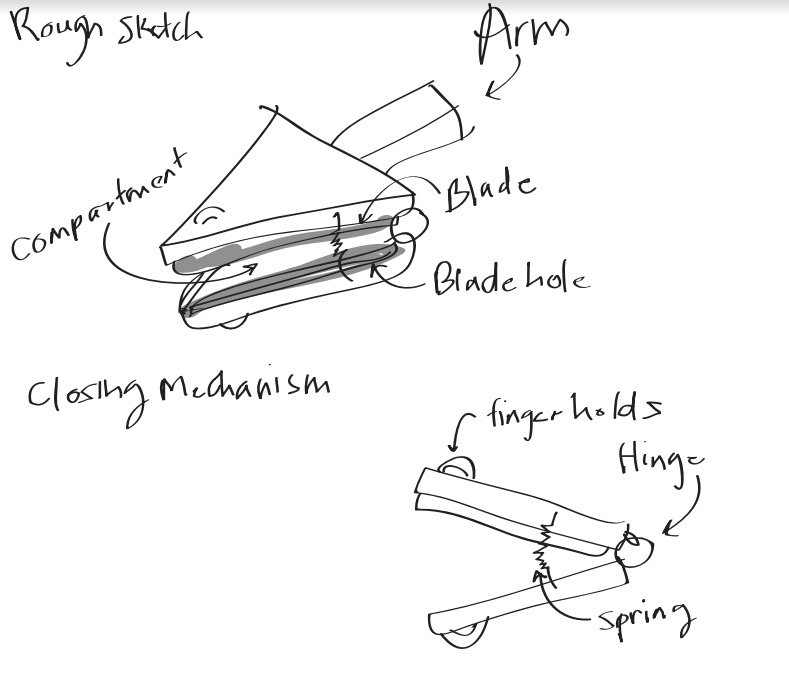 Rough Sketch
Arm
compartment
Blade
Blade hole
Closing Mechanism
finger holds
Hinge
Spring